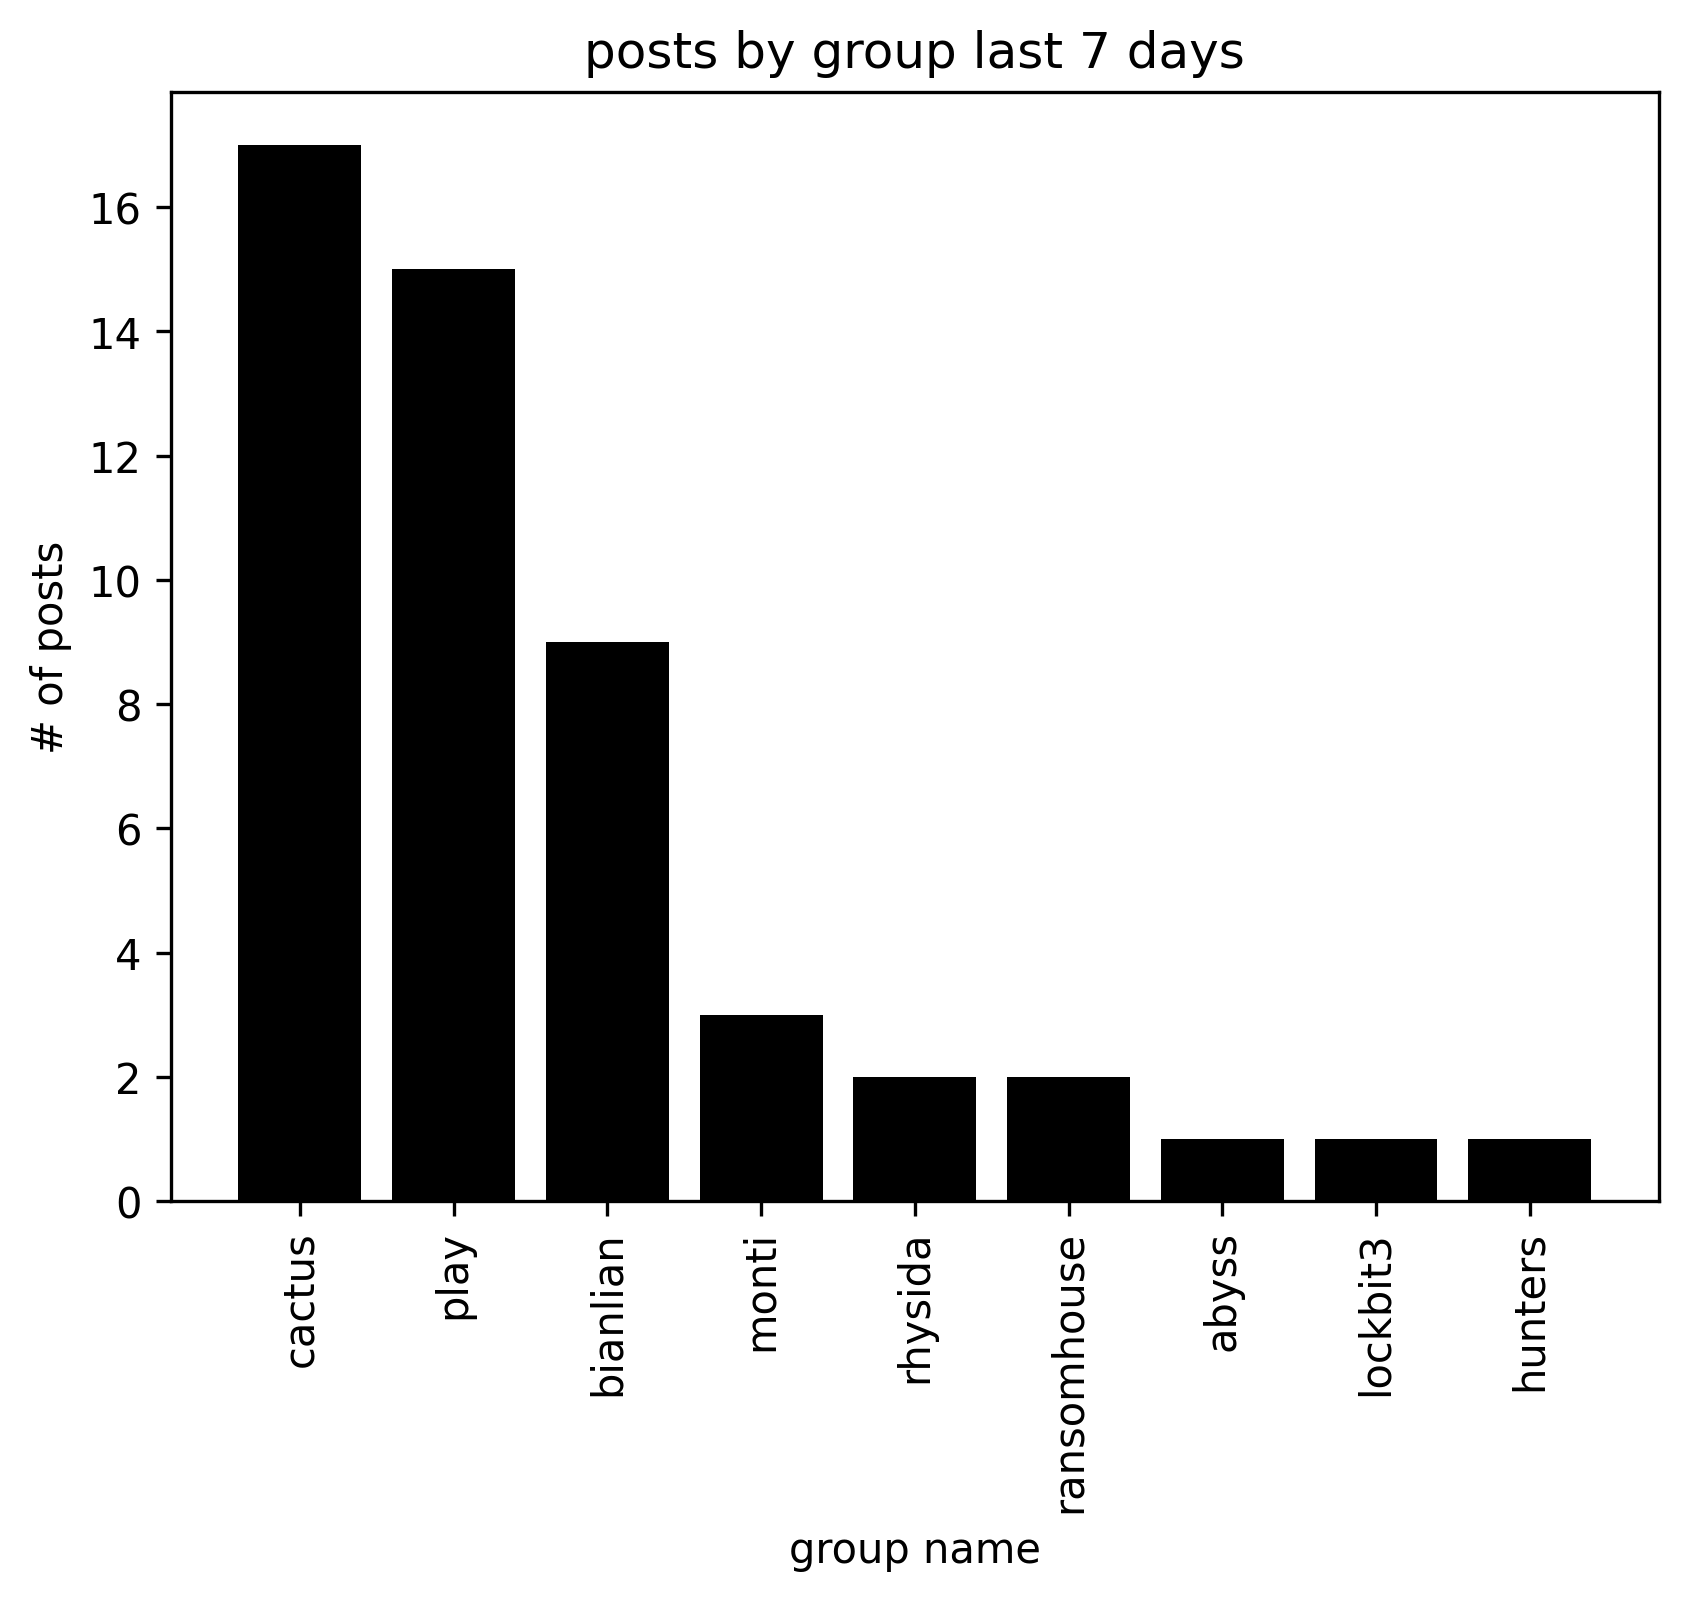 posts by group last 7 days
# of posts
16
14
12
10
8
6
4
2
0
cactus
play
bianlian
monti
rhysida
ransomhouse
abyss
lockbit3
hunters
group name